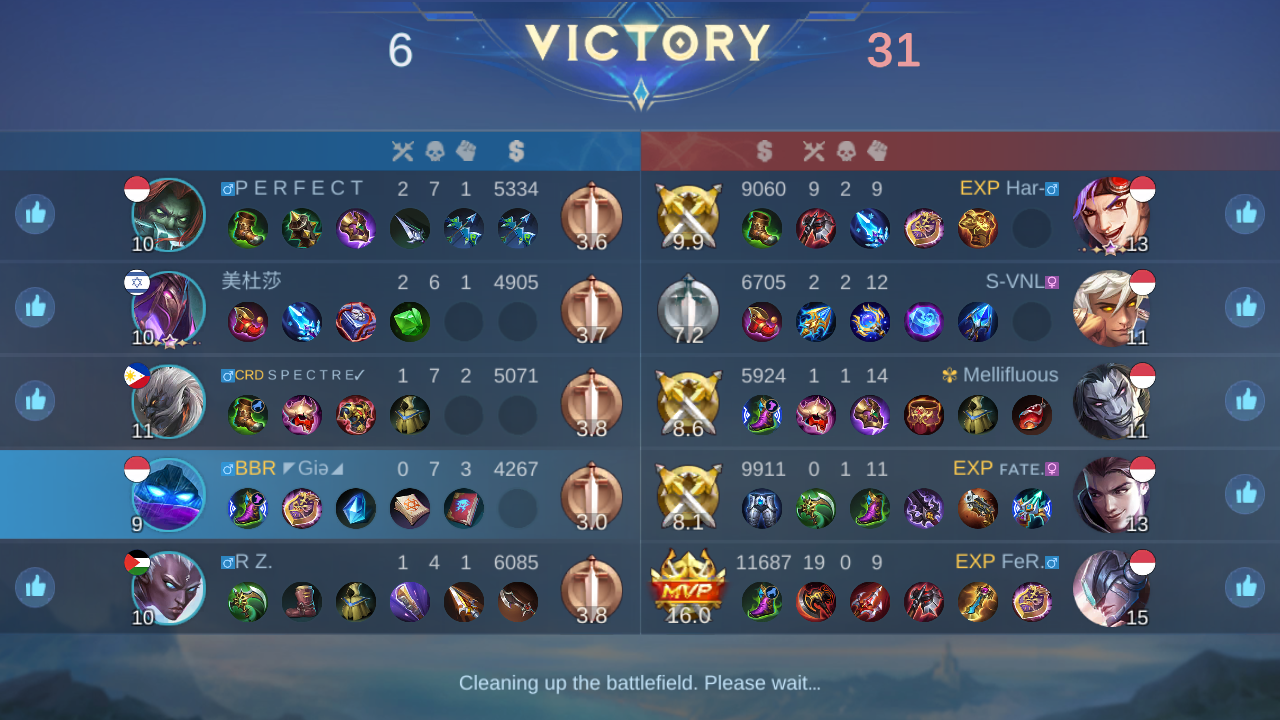 6 VICTORY 31
P E R F E C T 2 7 1 5334 3.6 10
9060 9 2 9 EXP Har- 9.9 13
美杜莎 2 6 1 4905 3.7 10
6705 2 2 12 S-VNL 7.2 11
CRD S P E C T R E✓ 1 7 2 5071 3.8 11
5924 1 1 14 Mellifluous 8.6 11
BBR ◤Giə◢ 0 7 3 4267 3.0 9
9911 0 1 11 EXP ꜰᴀᴛᴇ. 8.1 13
R Z. 1 4 1 6085 3.8 10
11687 19 0 9 EXP FeR. MVP 16.0 15
Cleaning up the battlefield. Please wait...